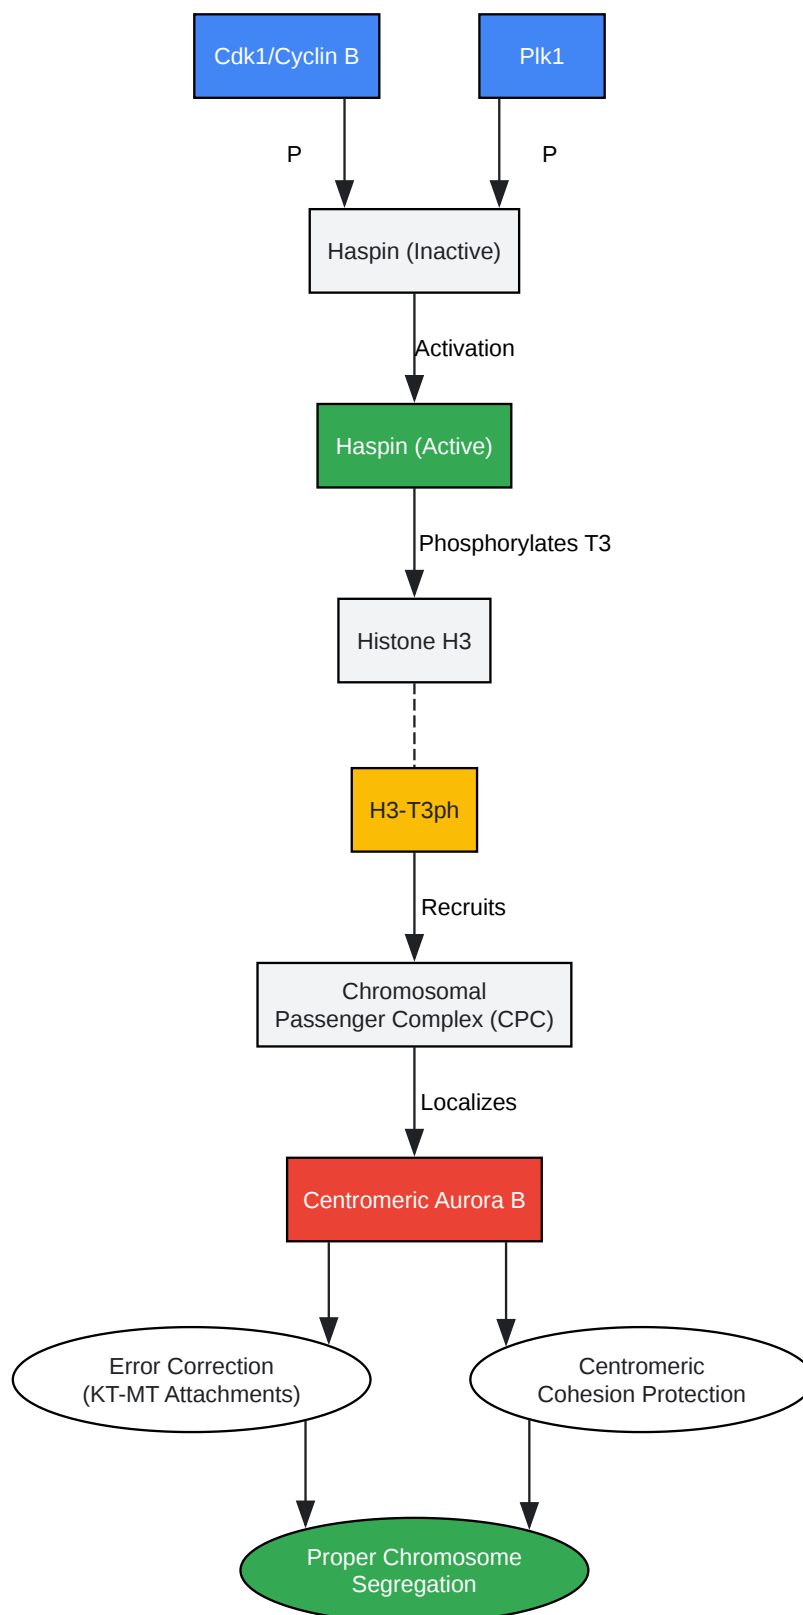 Cdk1/Cyclin B
Plk1
P
P
Haspin (Inactive)
Activation
Haspin (Active)
Phosphorylates T3
Histone H3
H3-T3ph
Recruits
Chromosomal
Passenger Complex (CPC)
Localizes
Centromeric Aurora B
Error Correction
(KT-MT Attachments)
Centromeric
Cohesion Protection
Proper Chromosome
Segregation